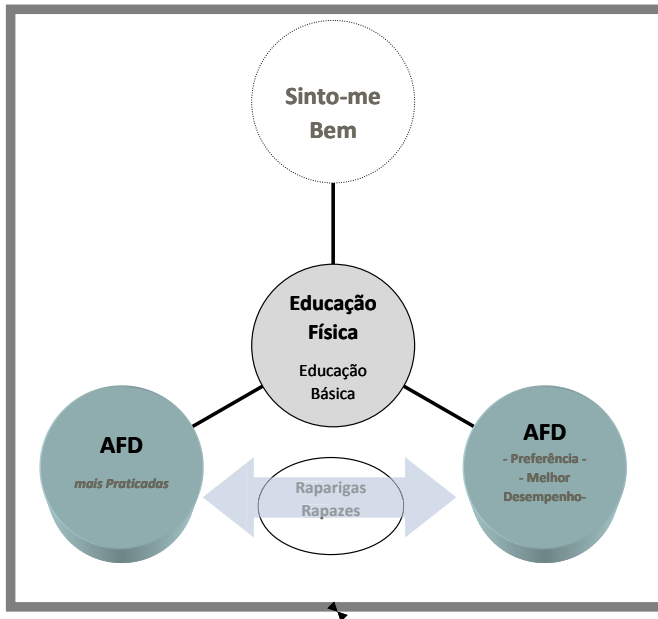 Sinto-me
Bem
Educação
Física
Educação
Básica
AFD
mais Praticadas
AFD
- Preferência -
- Melhor
Desempenho-
Raparigas
Rapazes